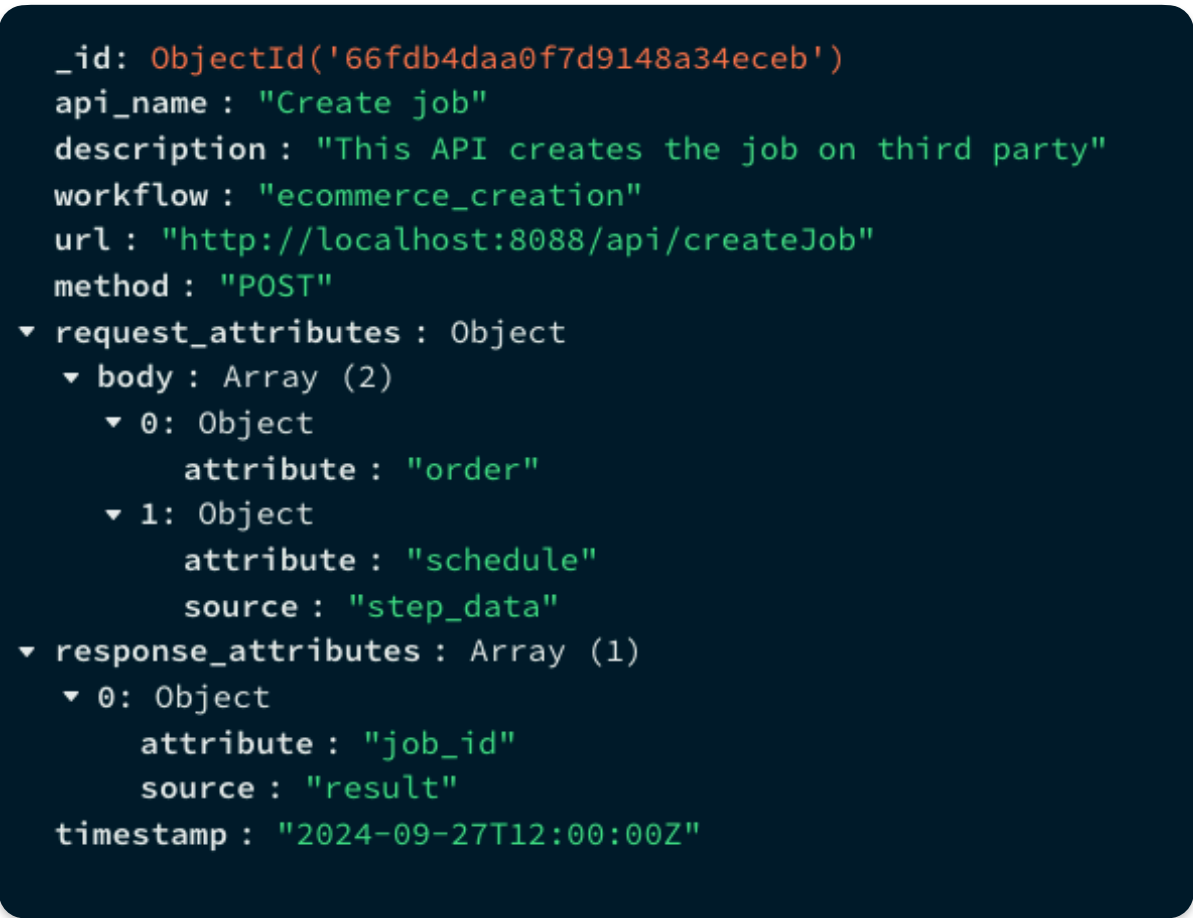 _id: ObjectId('66fdb4daa0f7d9148a34eceb')
api_name : "Create job"
description : "This API creates the job on third party"
workflow : "ecommerce_creation"
url : "http://localhost:8088/api/createJob"
method : "POST"
request_attributes : Object
body : Array (2)
0: Object
attribute : "order"
1: Object
attribute : "schedule"
source : "step_data"
response_attributes : Array (1)
0: Object
attribute : "job_id"
source : "result"
timestamp : "2024-09-27T12:00:00Z"